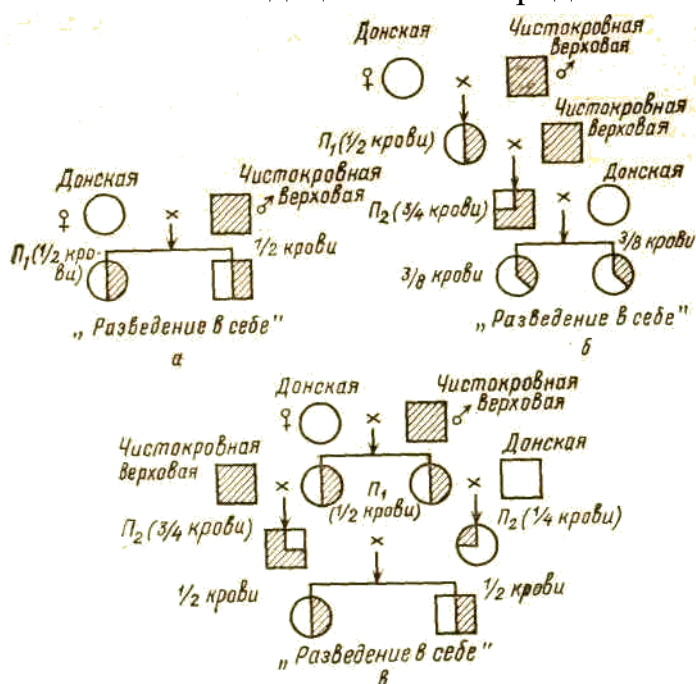 Донская
Чистокровная
верховая
♀ × ♂
Чистокровная
верховая
П₁ (1/2 крови) ×
Донская
П₂ (3/4 крови) ×
3/8 крови
3/8 крови
„Разведение в себе"
б
Донская
Чистокровная
верховая
♀ × ♂
П₁ (1/2 кро-
ви)
1/2 крови
„Разведение в себе"
а
Донская
Чистокровная
верховая
♀ × ♂
Чистокровная
верховая
Донская
× П₁ ×
(1/2 крови)
П₂ (3/4 крови)
П₂ (1/4 крови)
×
1/2 крови
1/2 крови
„Разведение в себе"
в